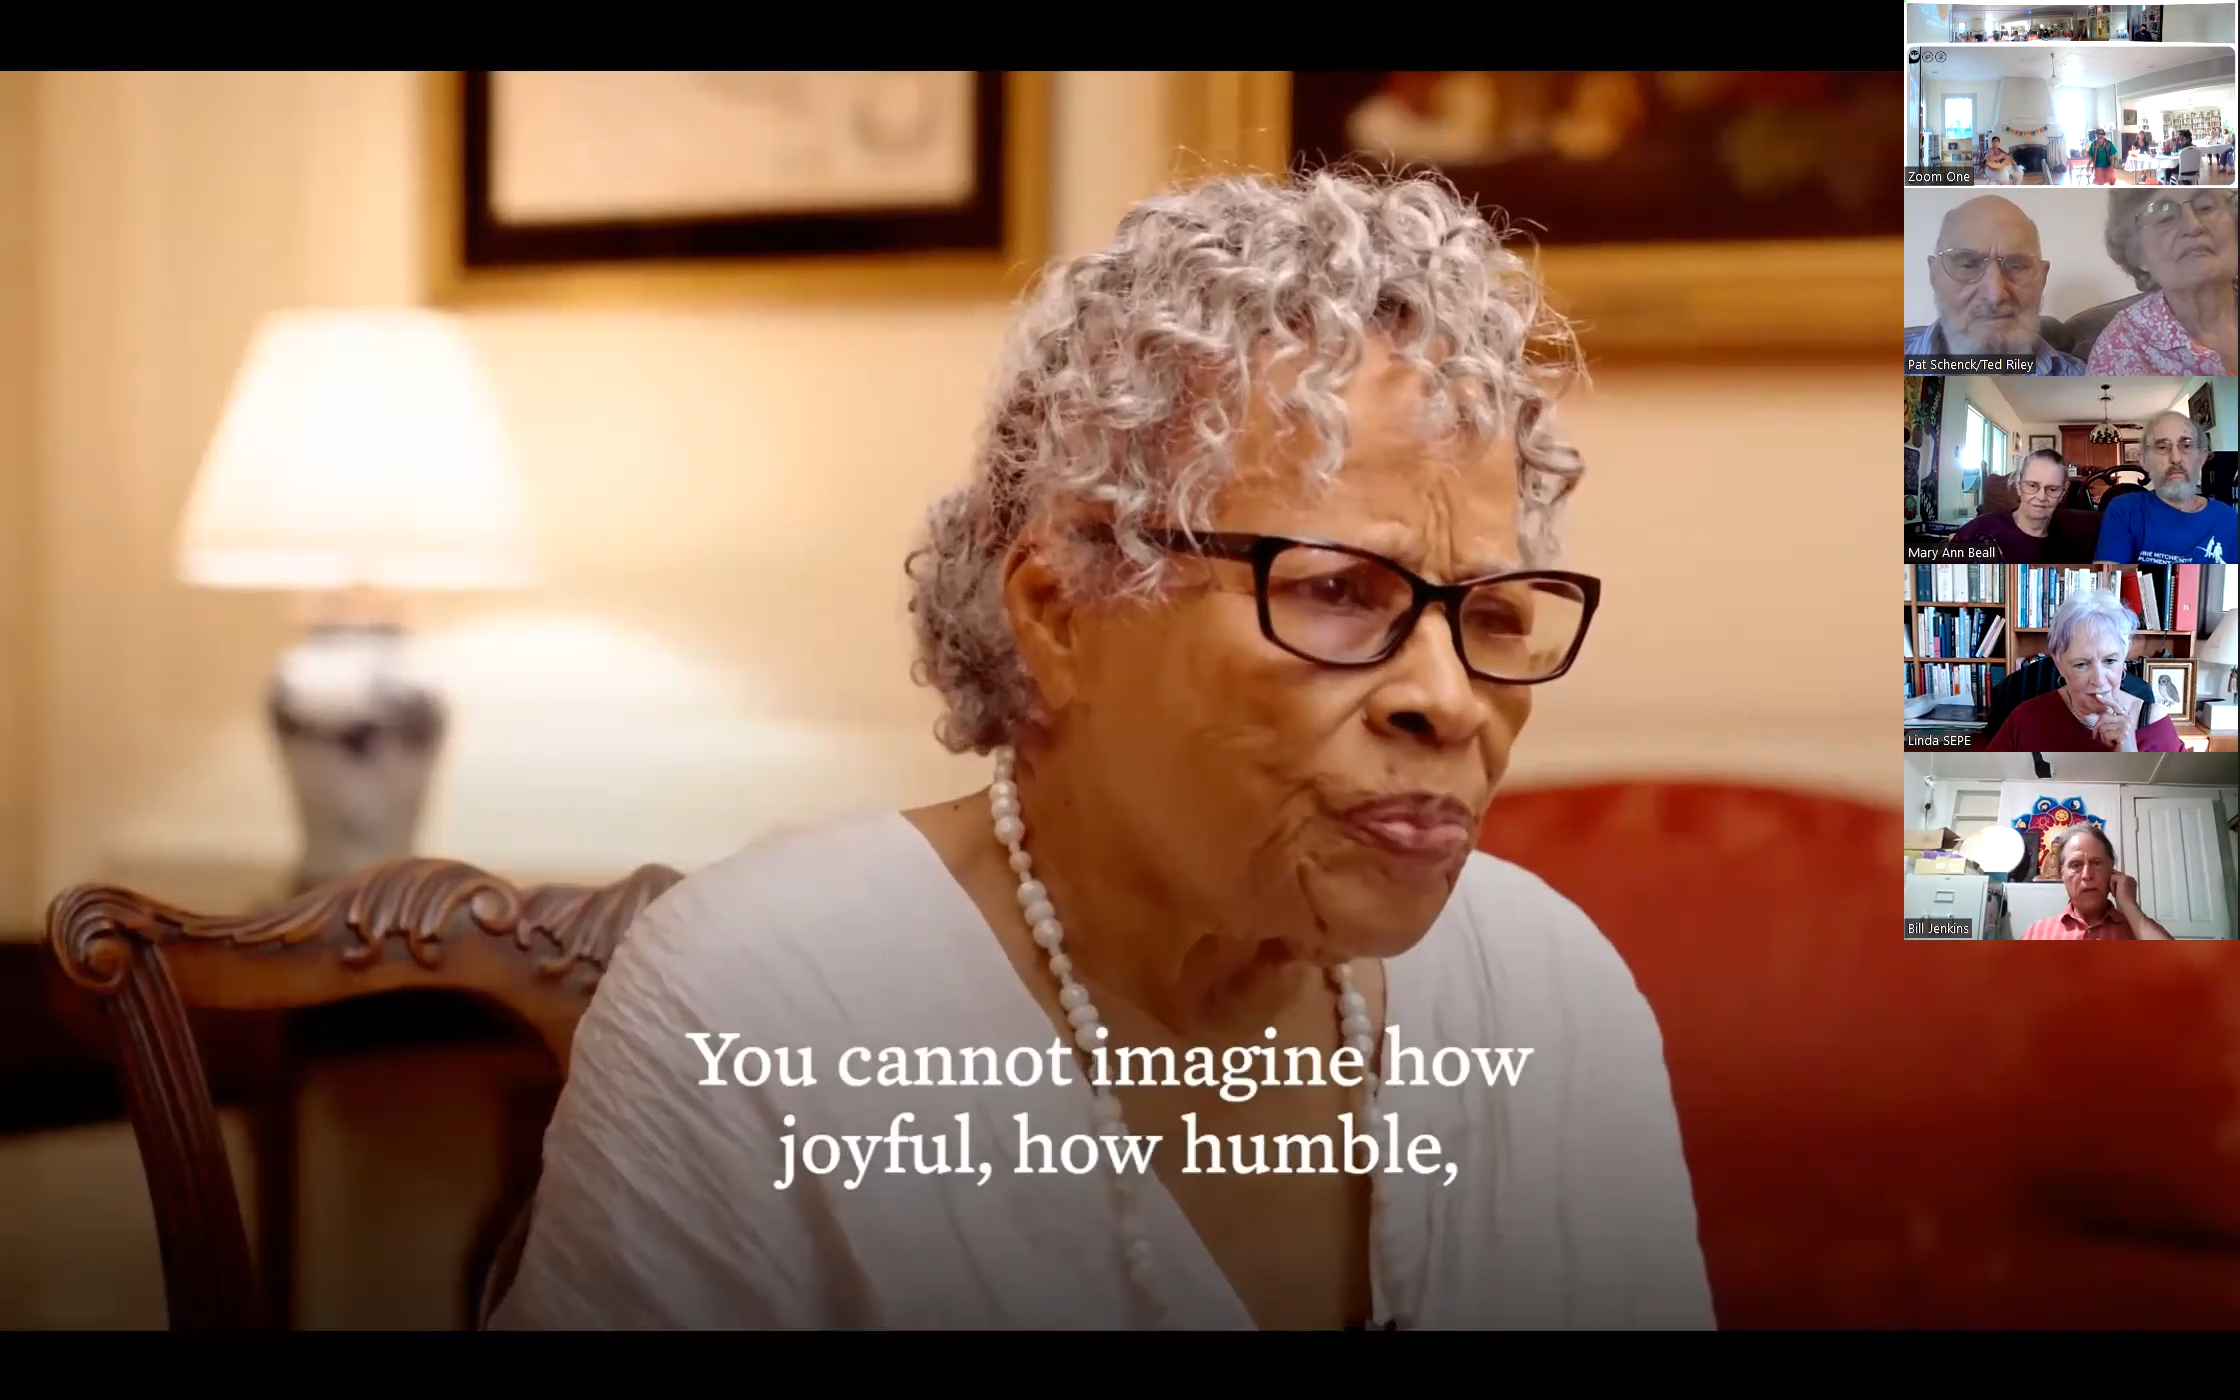 You cannot imagine how
joyful, how humble,
Zoom One
Pat Schenck/Ted Riley
Mary Ann Beall
Linda SEPE
Bill Jenkins